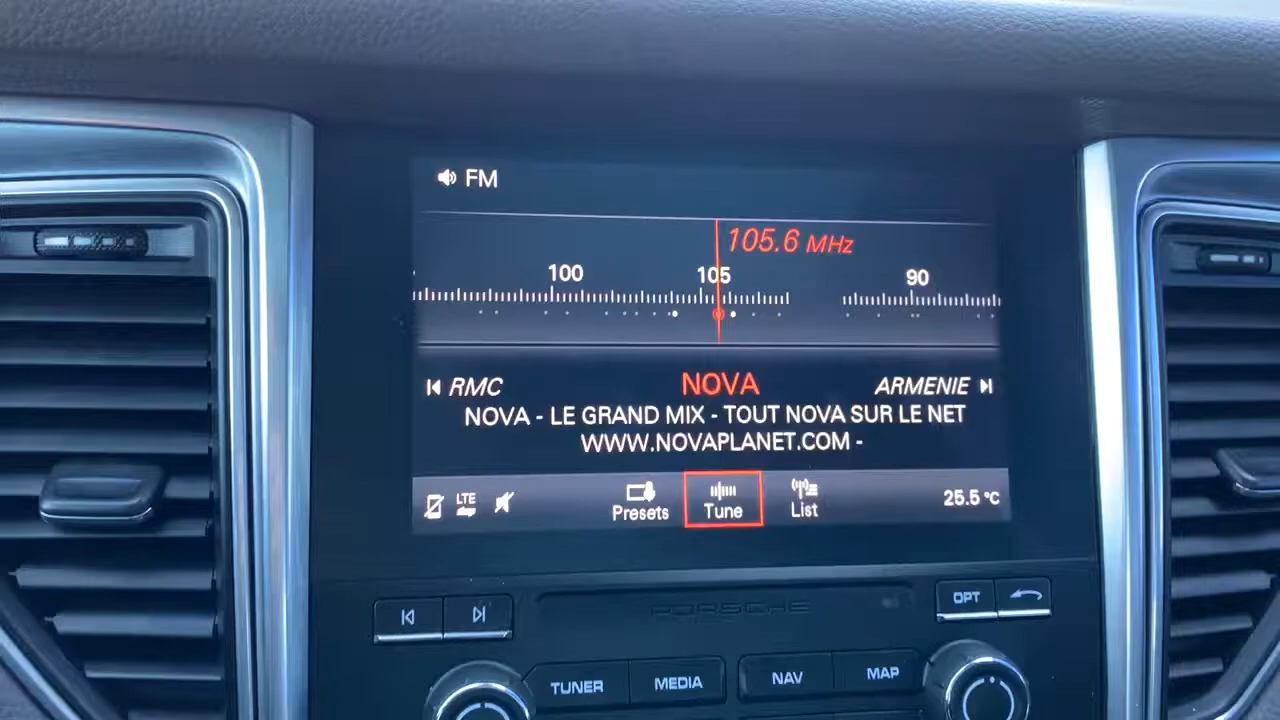 FM
105.6 MHz
100 105 90
RMC NOVA ARMENIE
NOVA - LE GRAND MIX - TOUT NOVA SUR LE NET
WWW.NOVAPLANET.COM -
LTE Presets Tune List 25.5 °C
PORSCHE
OPT
TUNER MEDIA NAV MAP